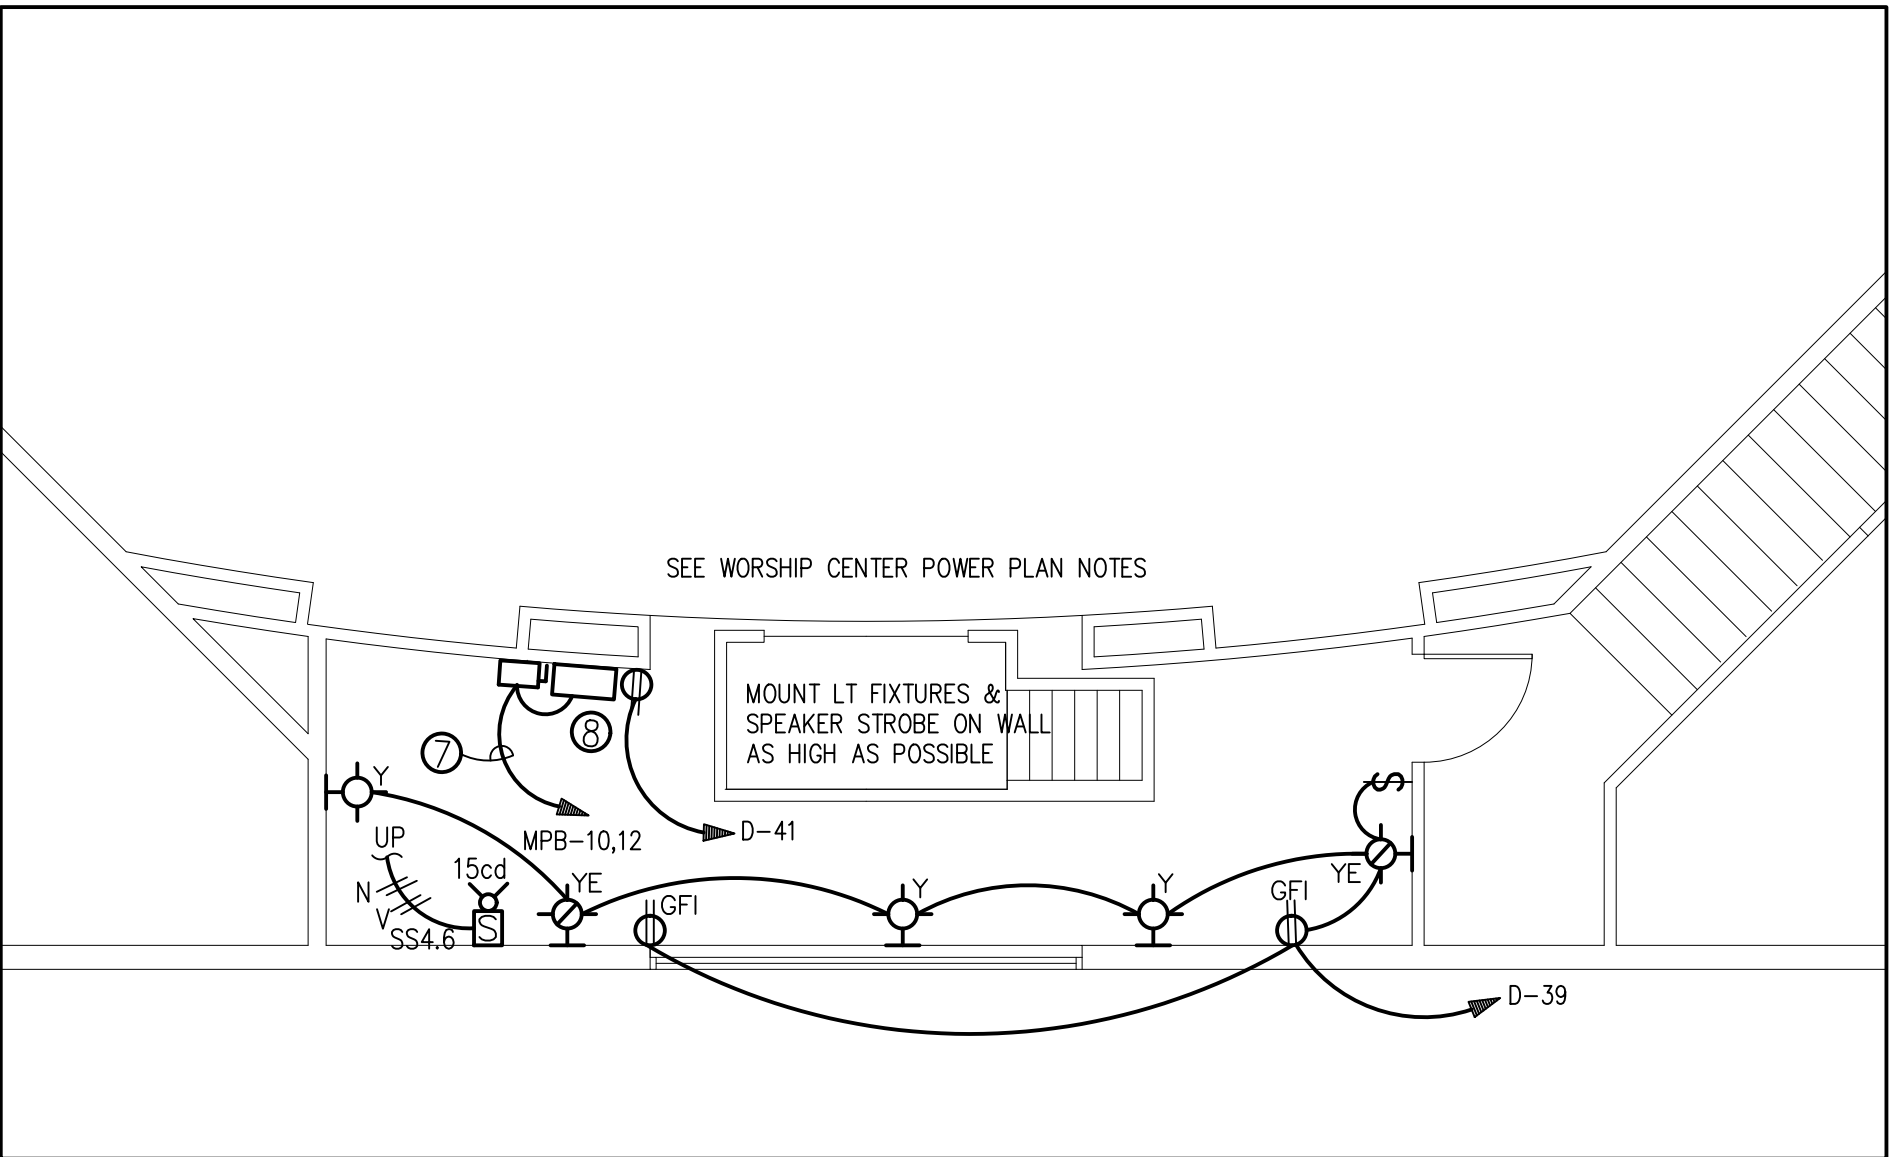 SEE WORSHIP CENTER POWER PLAN NOTES
MOUNT LT FIXTURES &
SPEAKER STROBE ON WALL
AS HIGH AS POSSIBLE
8
7
Y
S
MPB-10,12
D-41
UP
15cd
N
V
SS4.6
S
YE
GFI
Y
Y
GFI
YE
D-39